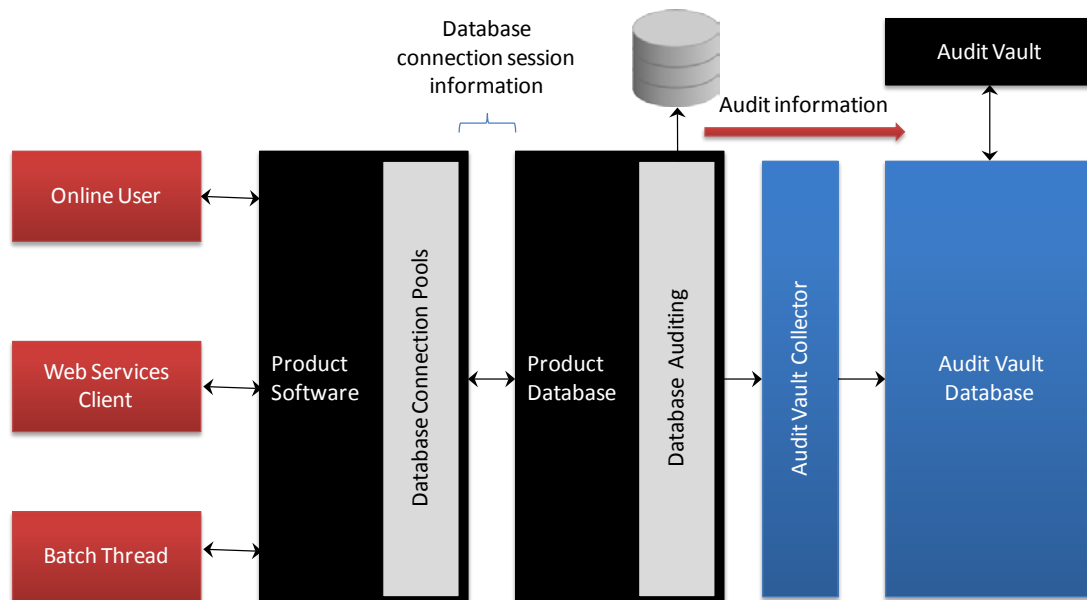 Database
connection session
information
Audit Vault
Audit information
Online User
Web Services
Client
Batch Thread
Product
Software
Database Connection Pools
Product
Database
Database Auditing
Audit Vault Collector
Audit Vault
Database